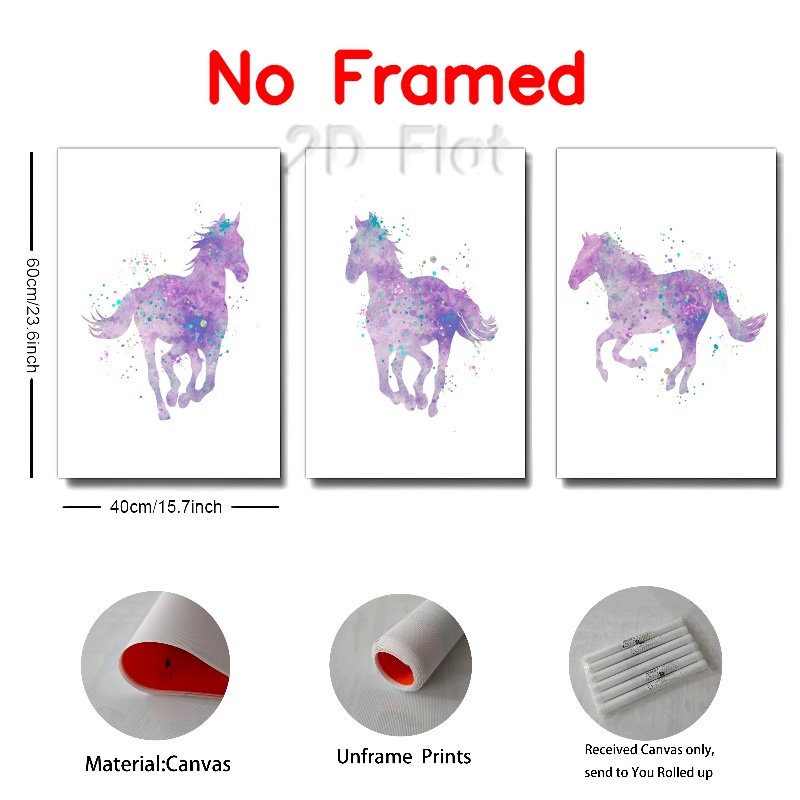 No Framed
2D Flat
60cm/23.6inch
40cm/15.7inch
Material:Canvas
Unframe Prints
Received Canvas only,
send to You Rolled up